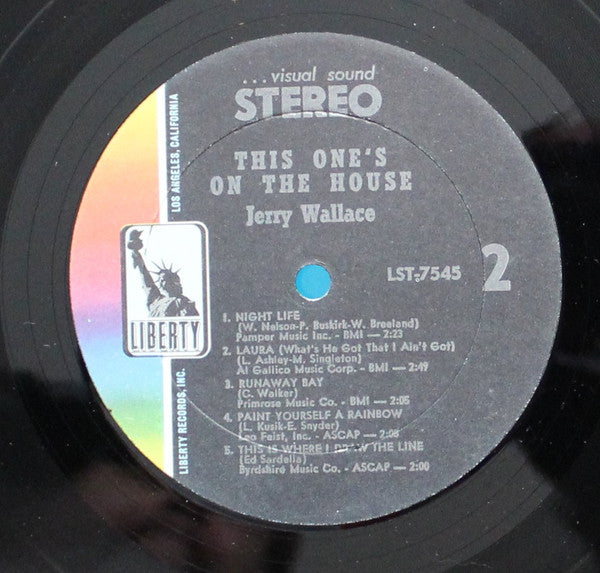 ...visual sound
STEREO
THIS ONE'S
ON THE HOUSE
Jerry Wallace
LST-7545
2
1. NIGHT LIFE
(W. Nelson-P. Buskirk-W. Breeland)
Pamper Music Inc. - BMI — 2:23
2. LAURA (What's He Got That I Ain't Got)
(L. Ashley-M. Singleton)
Al Gallico Music Corp. - BMI — 2:49
3. RUNAWAY BAY
(C. Walker)
Primrose Music Co. - BMI — 2:05
4. PAINT YOURSELF A RAINBOW
(L. Kusik-E. Snyder)
Leo Feist, Inc. - ASCAP — 2:08
5. THIS IS WHERE I DRAW THE LINE
(Ed Sardella)
Byrdshire Music Co. - ASCAP — 2:00
LIBERTY
LIBERTY RECORDS, INC.
LOS ANGELES, CALIFORNIA